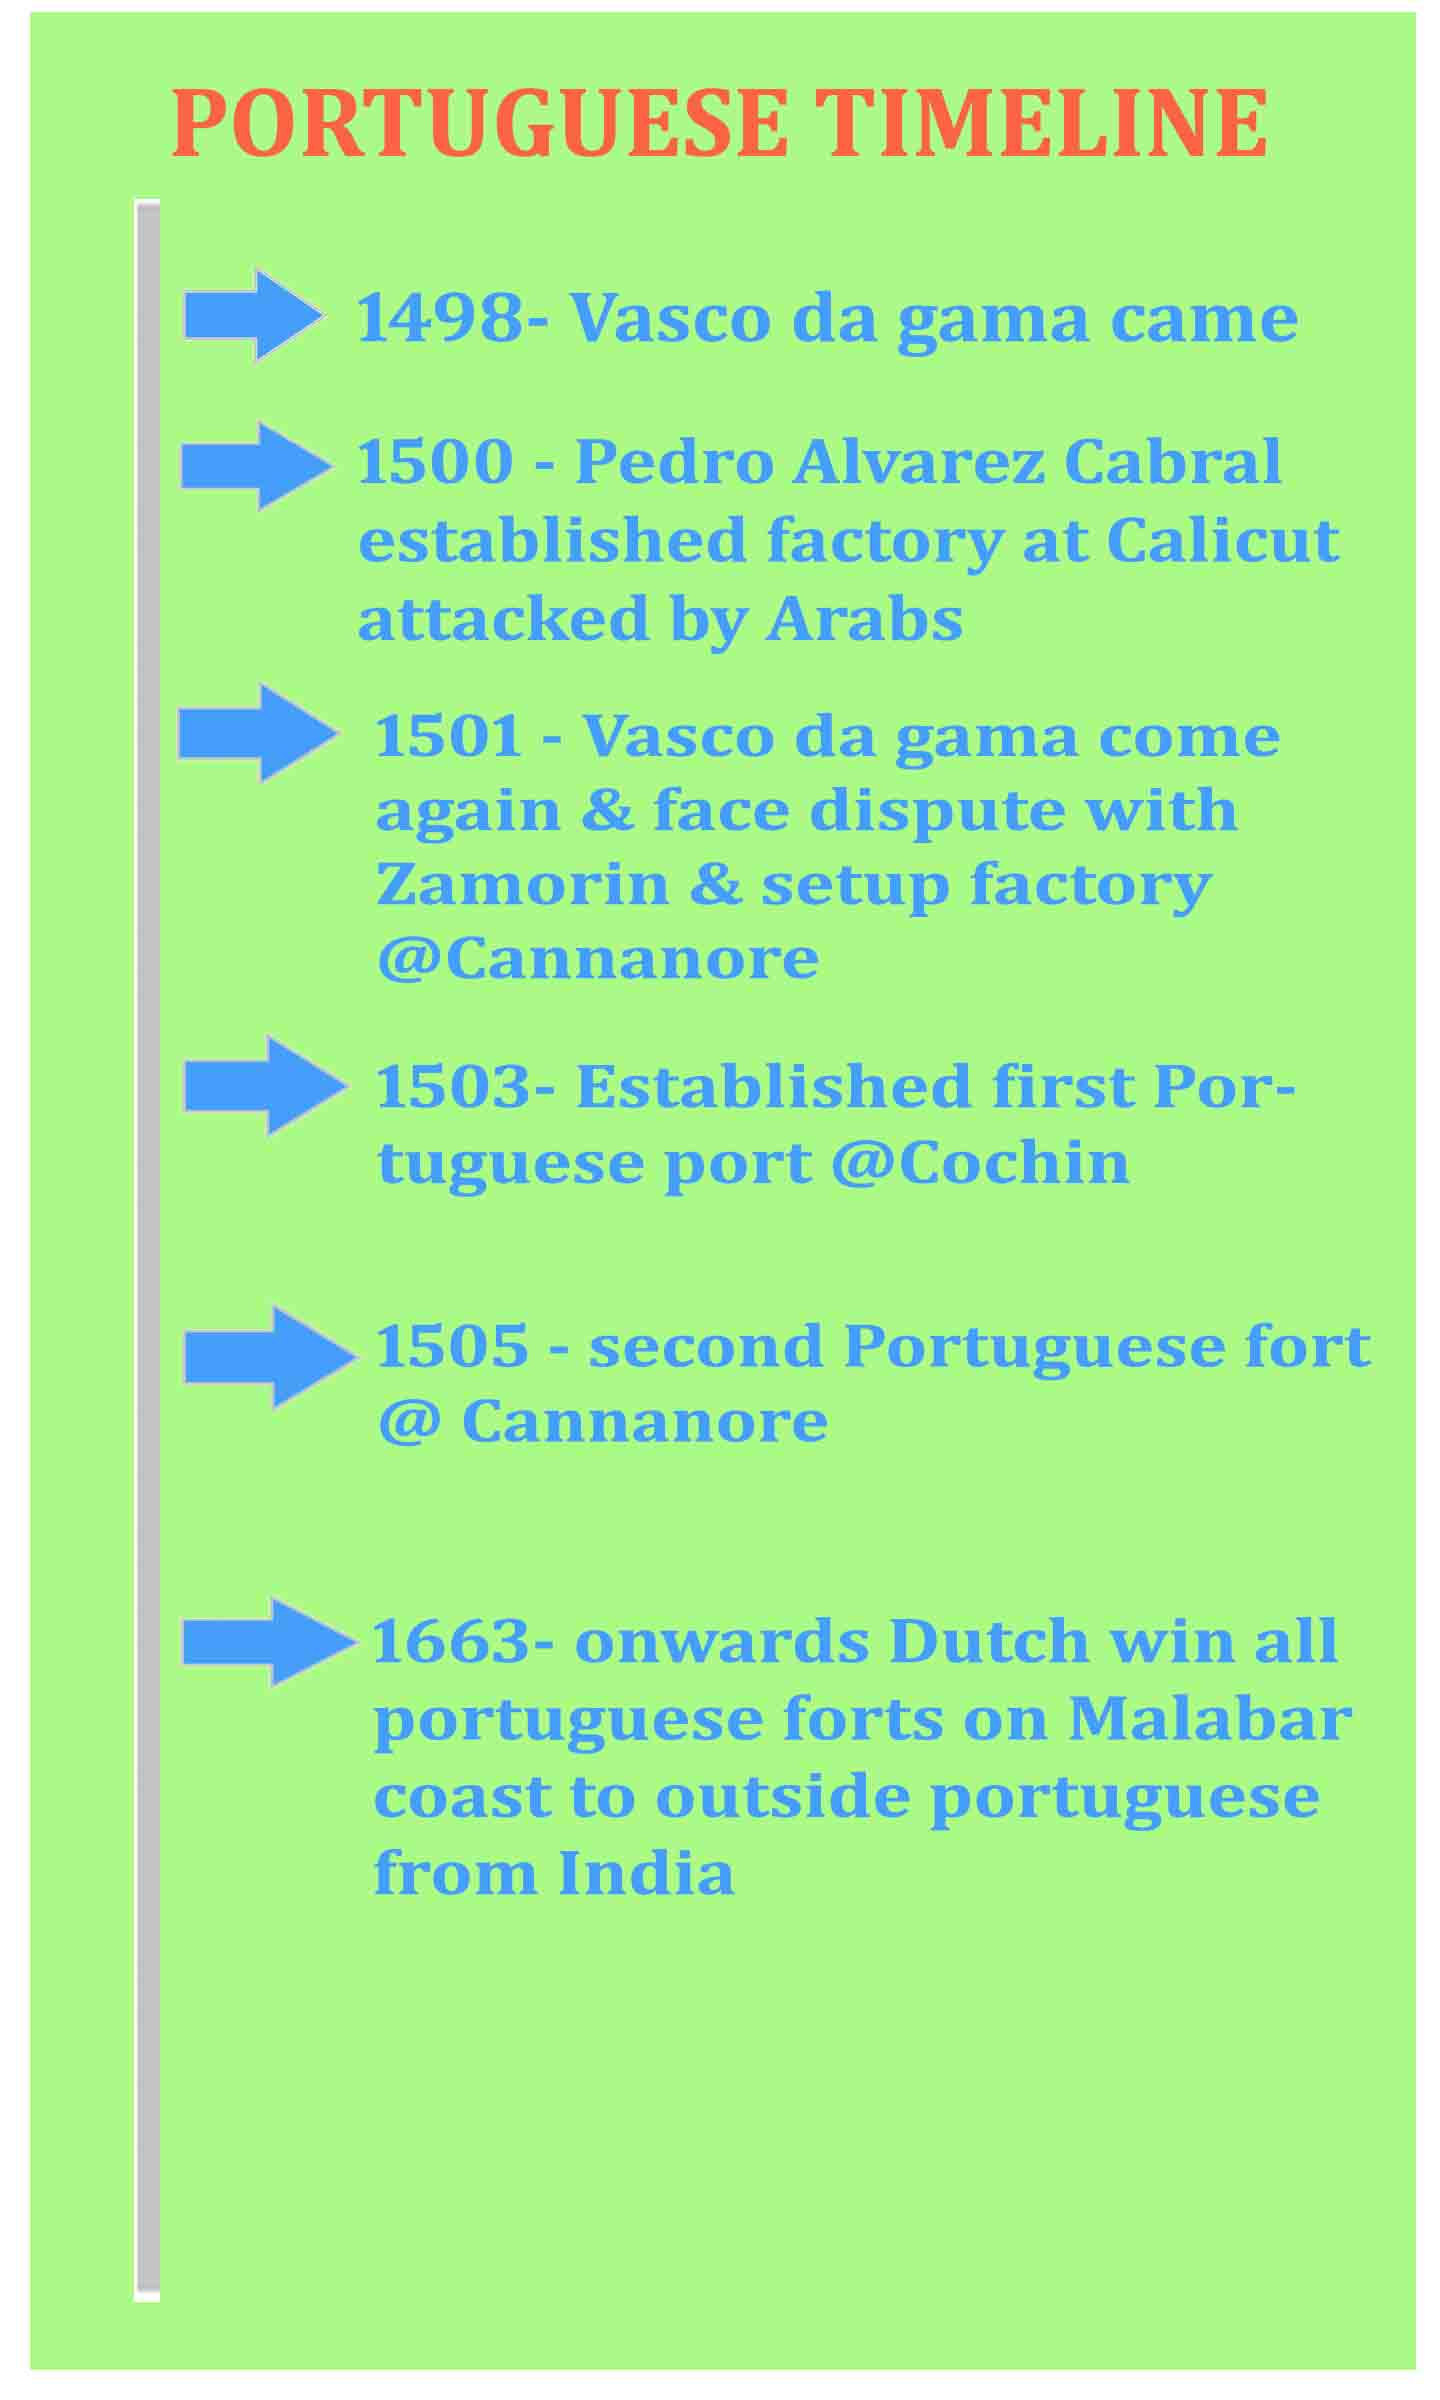 PORTUGUESE TIMELINE
1498- Vasco da gama came
1500 - Pedro Alvarez Cabral
established factory at Calicut
attacked by Arabs
1501 - Vasco da gama come
again & face dispute with
Zamorin & setup factory
@Cannanore
1503- Established first Por-
tuguese port @Cochin
1505 - second Portuguese fort
@ Cannanore
1663- onwards Dutch win all
portuguese forts on Malabar
coast to outside portuguese
from India